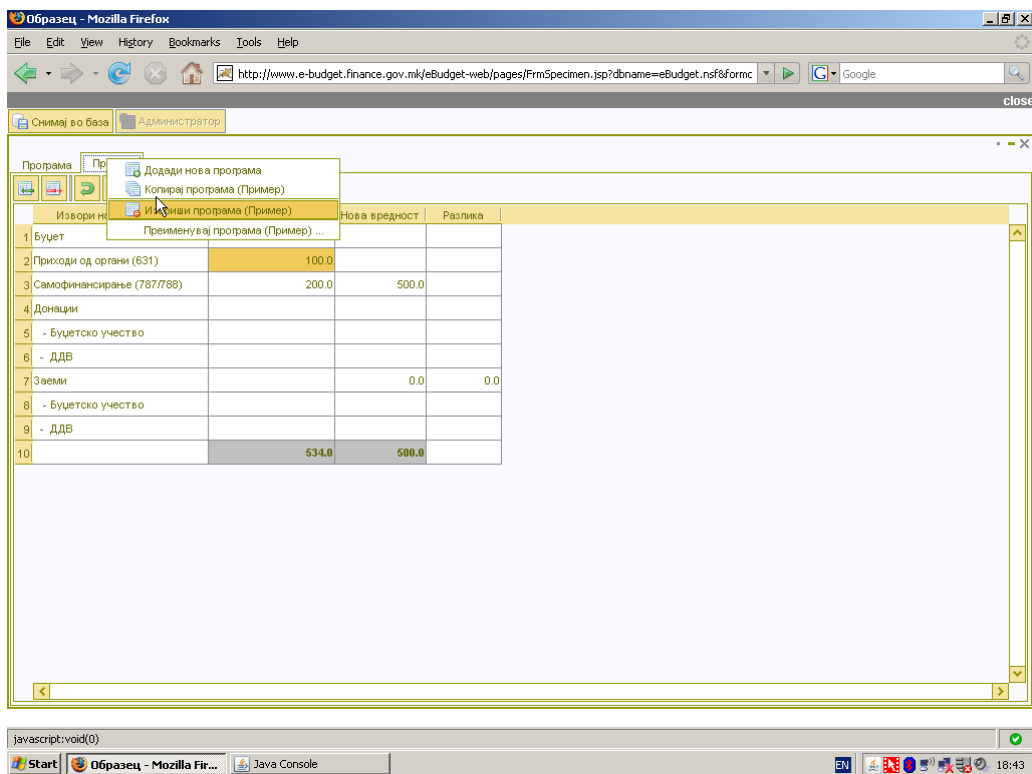 Образец - Mozilla Firefox
File Edit View History Bookmarks Tools Help
http://www.e-budget.finance.gov.mk/eBudget-web/pages/FrmSpecimen.jsp?dbname=eBudget.nsf&formc
G Google
close
Снимај во база Администратор
Програма Пр
Додади нова програма
Копирај програма (Пример)
програма (Пример)
Преименувај програма (Пример) ...
Извори Нова вредност Разлика
1 Буџет
2 Приходи од органи (631) 100.0
3 Самофинансирање (787/788) 200.0 500.0
4 Донации
5 - Буџетско учество
6 - ДДВ
7 Заеми 0.0 0.0
8 - Буџетско учество
9 - ДДВ
10 534.0 500.0
javascript:void(0)
Start Образец - Mozilla Fir... Java Console EN 18:43